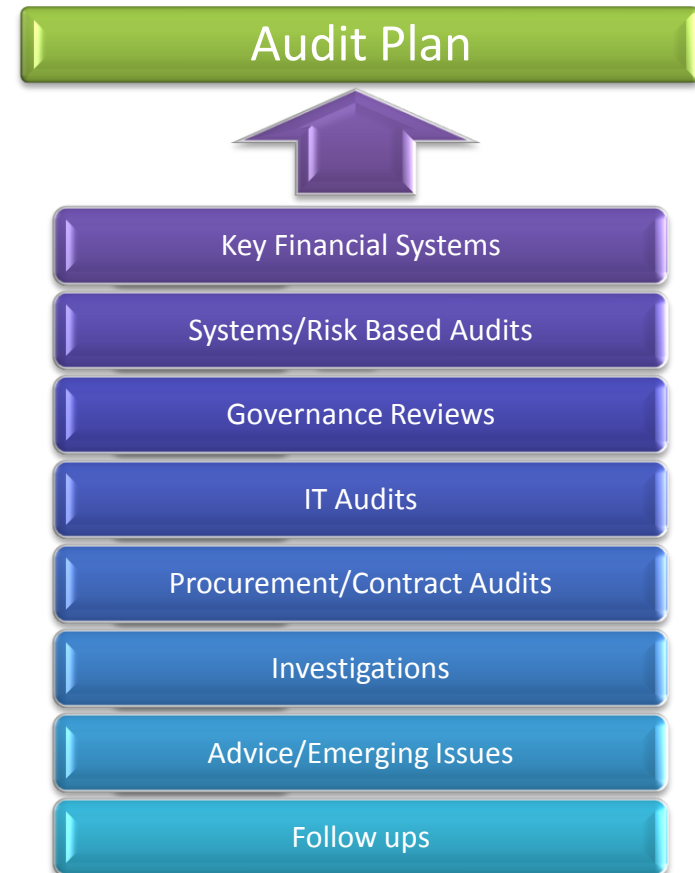 Audit Plan
Key Financial Systems
Systems/Risk Based Audits
Governance Reviews
IT Audits
Procurement/Contract Audits
Investigations
Advice/Emerging Issues
Follow ups